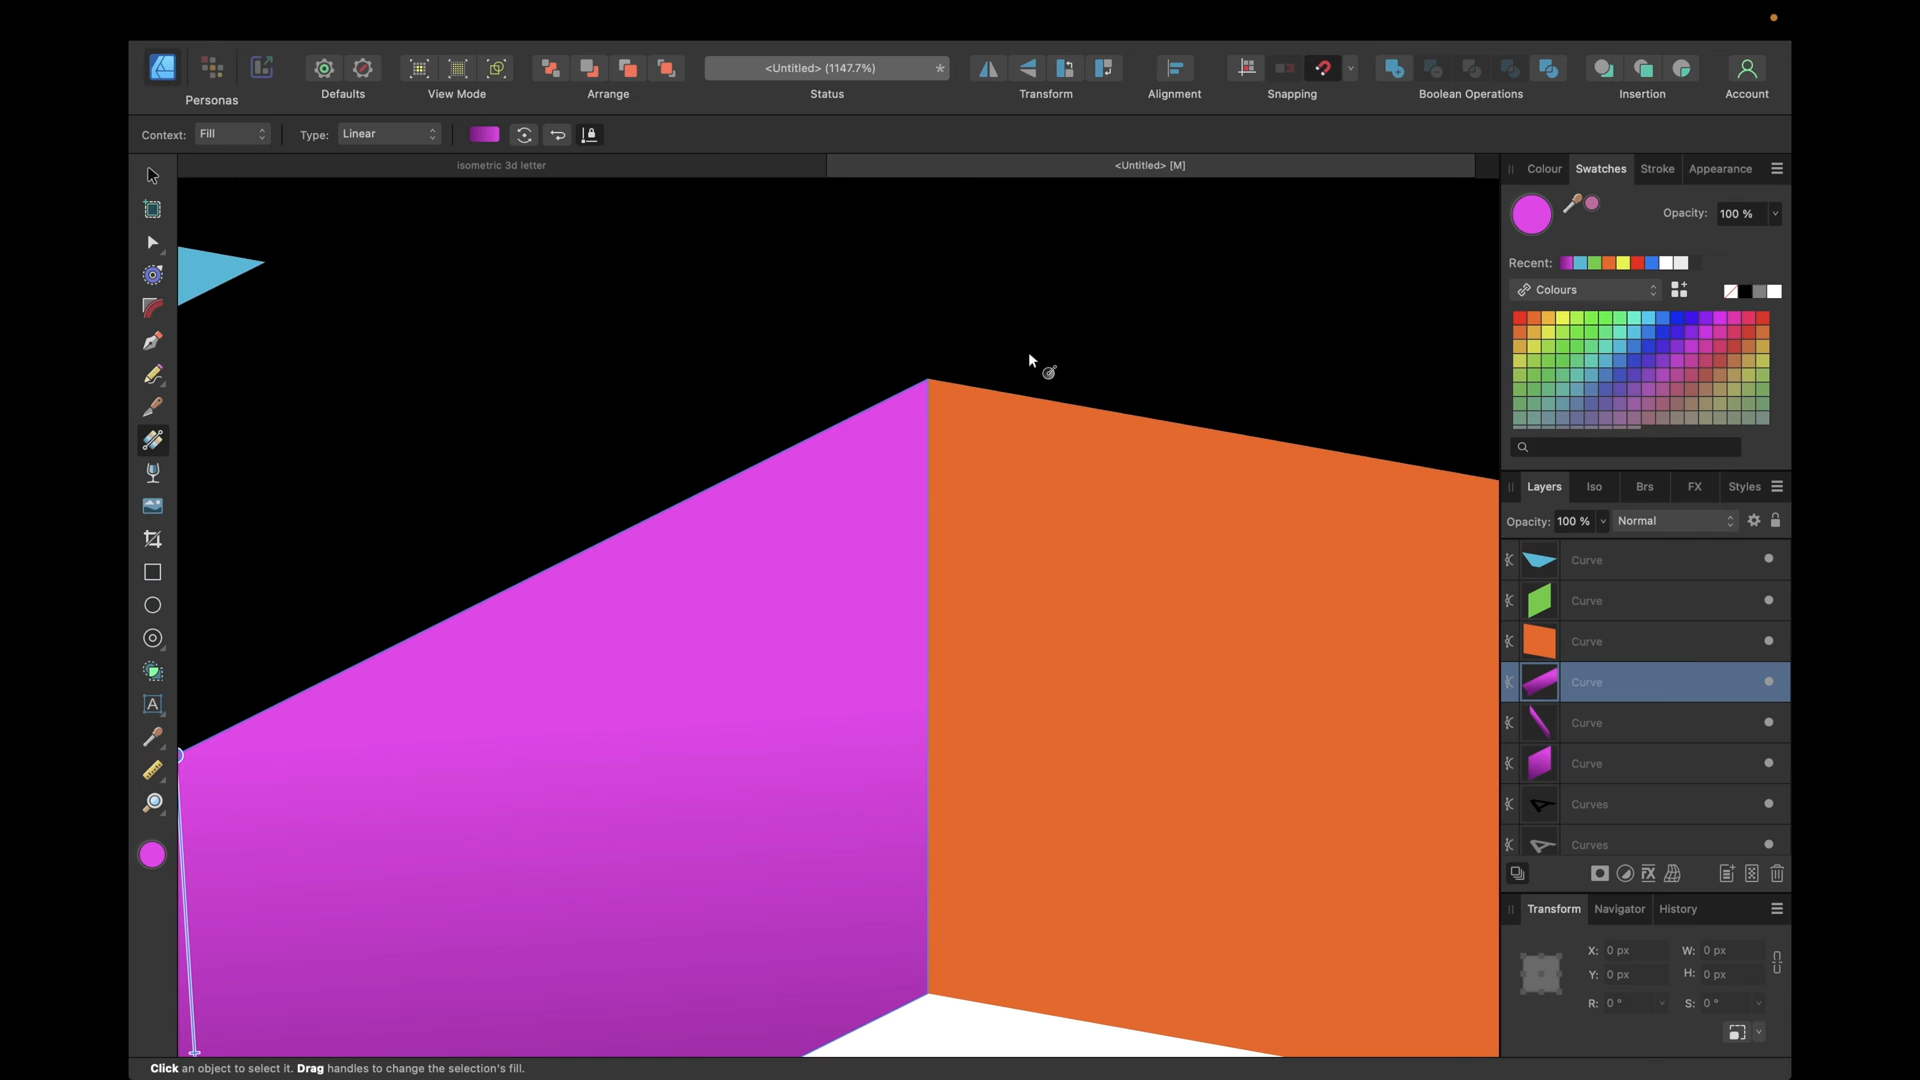 <Untitled> (1147.7%)
*
Personas
Defaults
View Mode
Arrange
Status
Transform
Alignment
Snapping
Boolean Operations
Insertion
Account
Context: Fill
Type: Linear
isometric 3d letter
<Untitled> [M]
Colour Swatches Stroke Appearance
Opacity: 100 %
Recent:
Colours
Layers Iso Brs FX Styles
Opacity: 100 % Normal
Curve
Curve
Curve
Curve
Curve
Curve
Curves
Curves
FX
Transform Navigator History
X: 0 px W: 0 px
Y: 0 px H: 0 px
R: 0 ° S: 0 °
A
Click an object to select it. Drag handles to change the selection's fill.